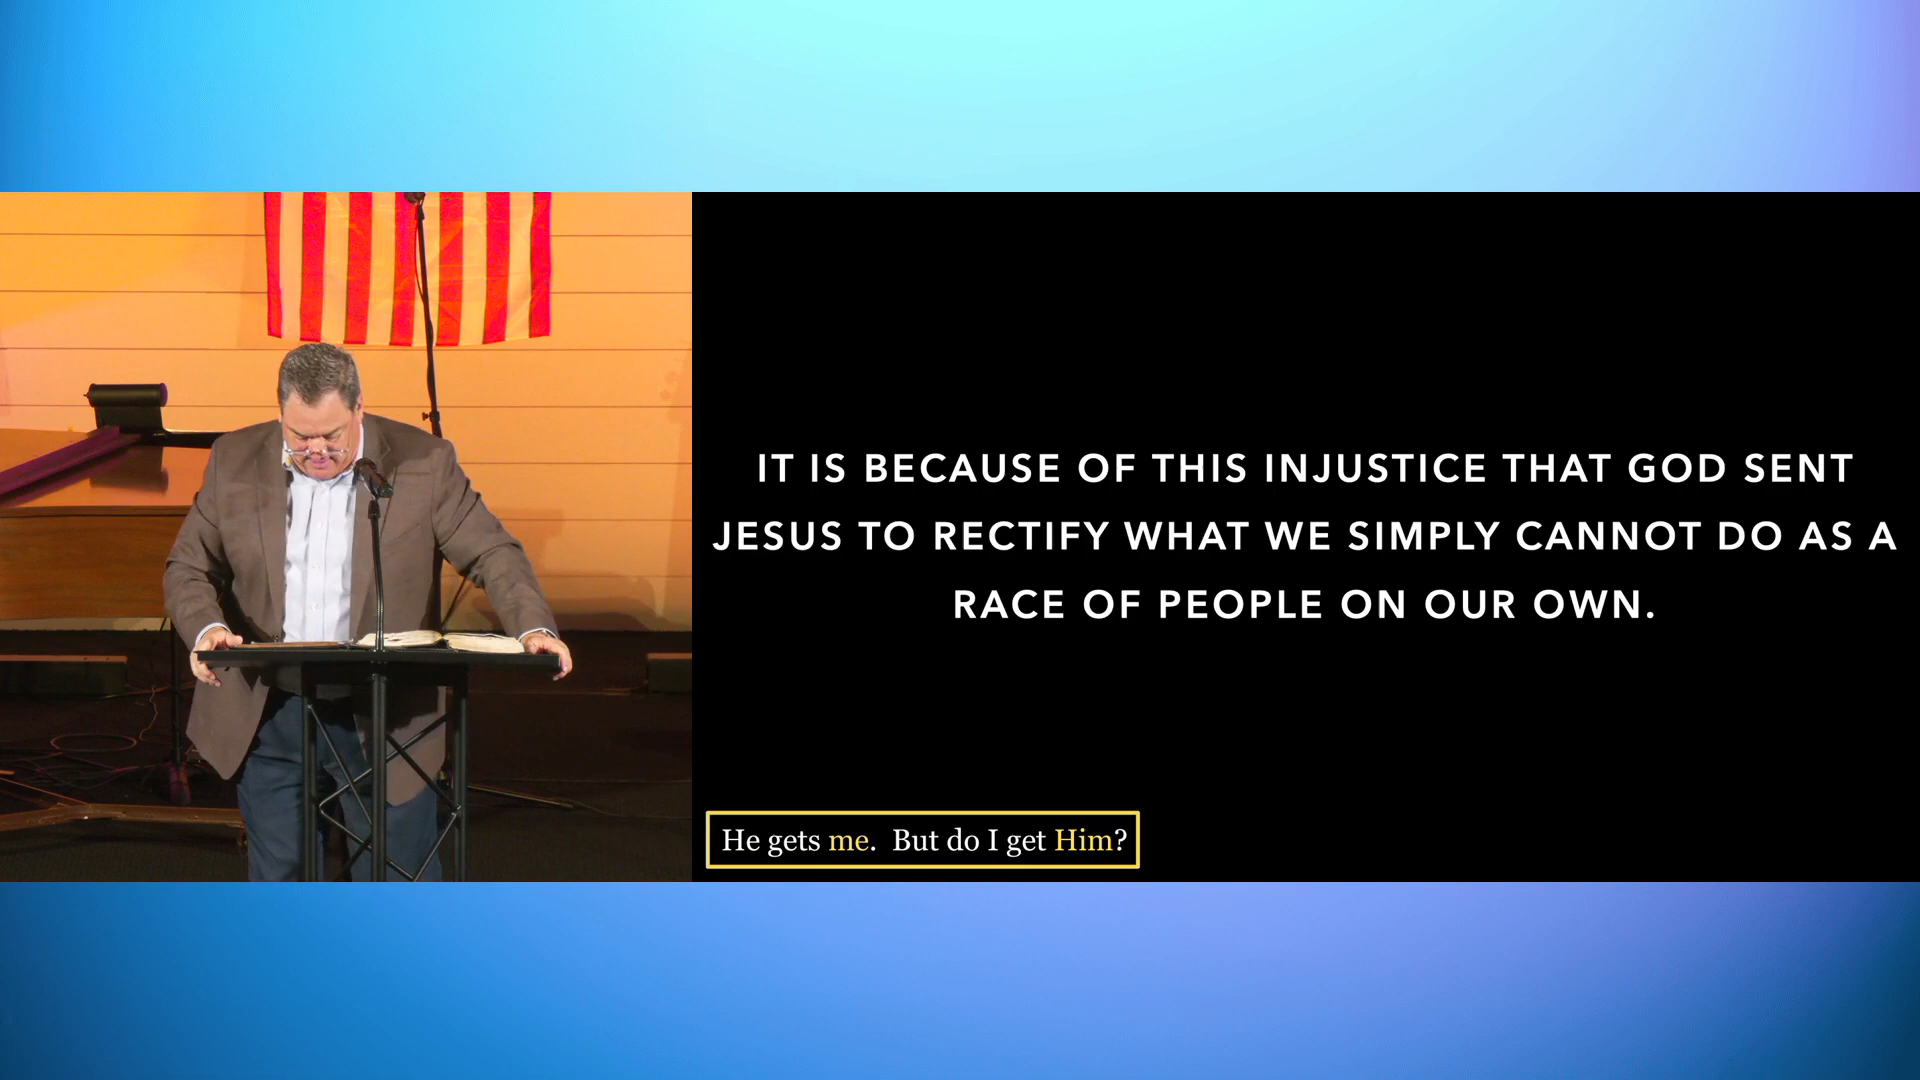 IT IS BECAUSE OF THIS INJUSTICE THAT GOD SENT
JESUS TO RECTIFY WHAT WE SIMPLY CANNOT DO AS A
RACE OF PEOPLE ON OUR OWN.
He gets me. But do I get Him?